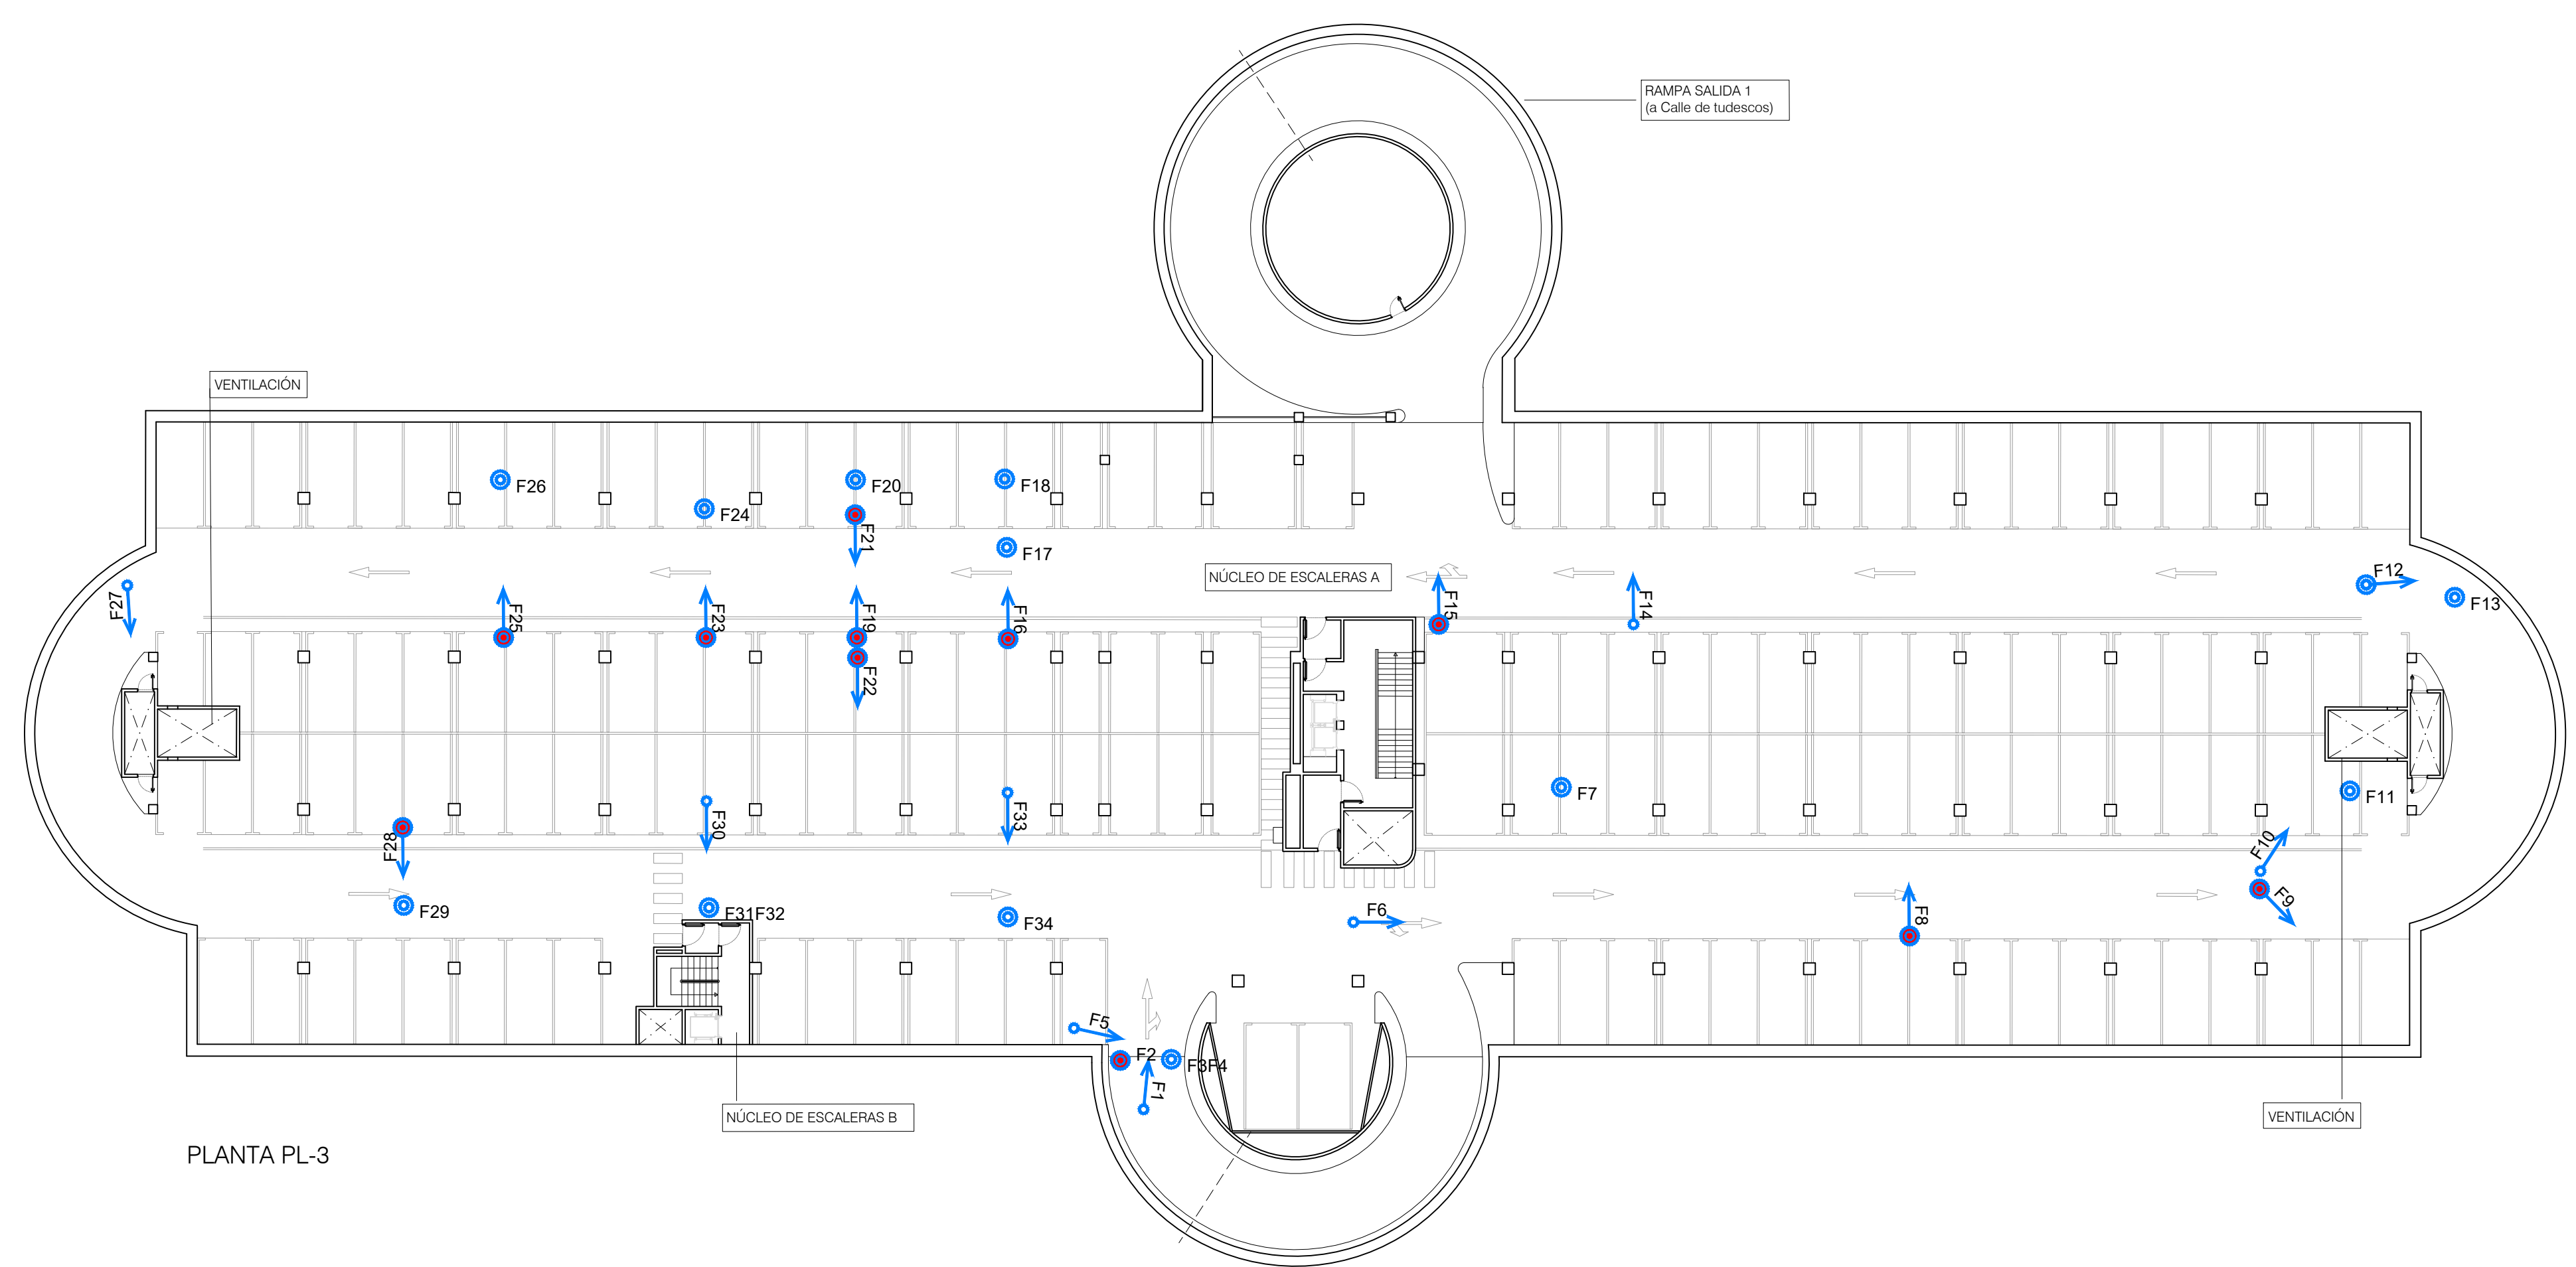 RAMPA SALIDA 1
(a Calle de tudescos)
VENTILACIÓN
F26
F24
F20
F18
F21
F17
NÚCLEO DE ESCALERAS A
F12
F13
F27
F25
F23
F19
F16
F15
F14
F22
F7
F11
F30
F33
F28
F10
F29
F31F32
F34
F6
F8
F9
F5
F2
F3F4
F1
NÚCLEO DE ESCALERAS B
VENTILACIÓN
PLANTA PL-3